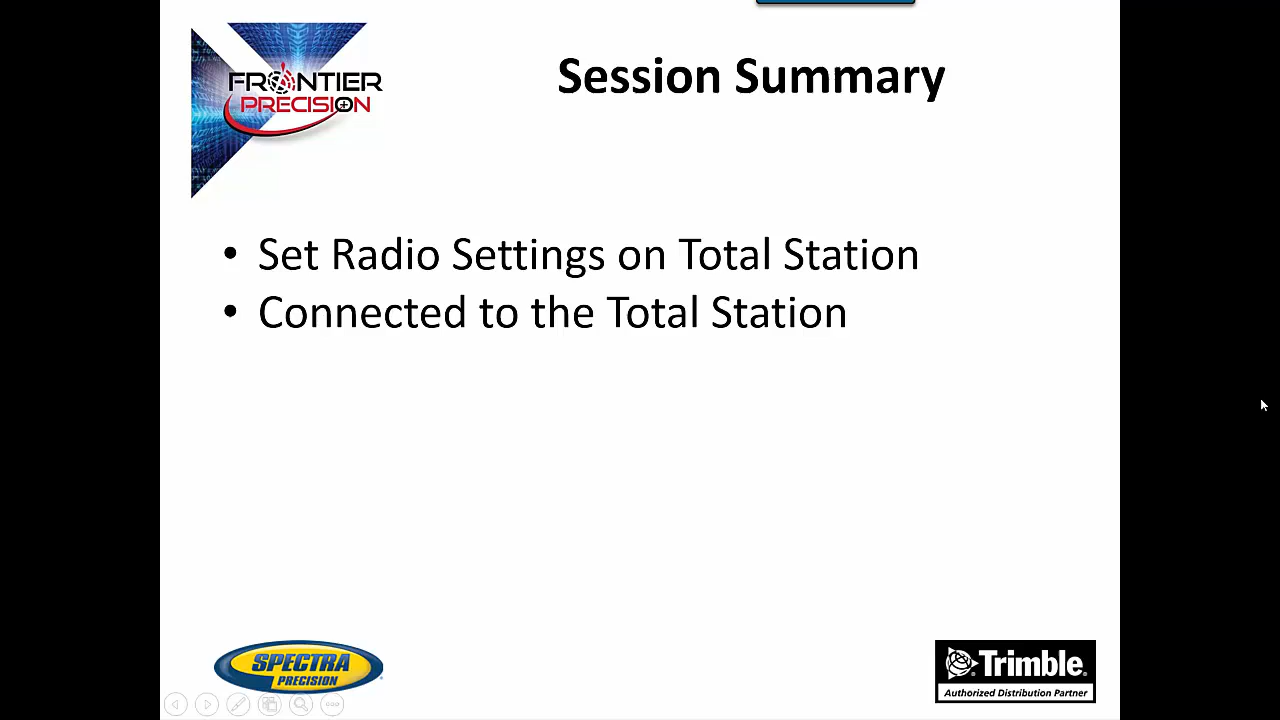 FRONTIER
PRECISION
Session Summary
• Set Radio Settings on Total Station
• Connected to the Total Station
SPECTRA
PRECISION
Trimble.
Authorized Distribution Partner